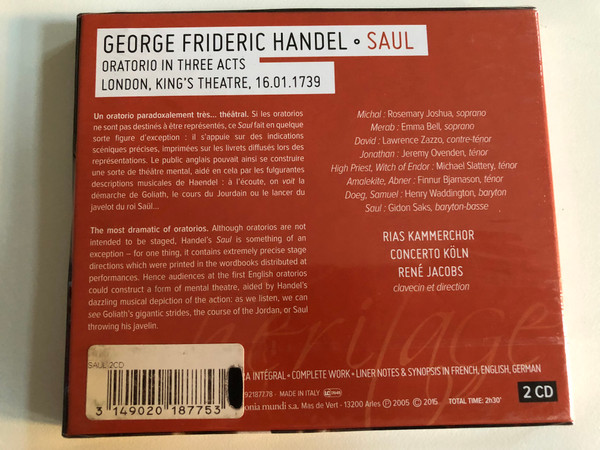 GEORGE FRIDERIC HANDEL • SAUL
ORATORIO IN THREE ACTS
LONDON, KING'S THEATRE, 16.01.1739
Un oratorio paradoxalement très... théâtral. Si les oratorios
ne sont pas destinés à être représentés, ce Saul fait en quelque
sorte figure d'exception : il s'appuie sur des indications
scéniques précises, imprimées sur les livrets diffusés lors des
représentations. Le public anglais pouvait ainsi se construire
une sorte de théâtre mental, aidé en cela par les fulgurantes
descriptions musicales de Haendel : à l'écoute, on voit la
démarche de Goliath, le cours du Jourdain ou le lancer du
javelot du roi Saül...
The most dramatic of oratorios. Although oratorios are not
intended to be staged, Handel's Saul is something of an
exception – for one thing, it contains extremely precise stage
directions which were printed in the wordbooks distributed at
performances. Hence audiences at the first English oratorios
could construct a form of mental theatre, aided by Handel's
dazzling musical depiction of the action: as we listen, we can
see Goliath's gigantic strides, the course of the Jordan, or Saul
throwing his javelin.
Michal : Rosemary Joshua, soprano
Merab : Emma Bell, soprano
David : Lawrence Zazzo, contre-ténor
Jonathan : Jeremy Ovenden, ténor
High Priest, Witch of Endor : Michael Slattery, ténor
Amalekite, Abner : Finnur Bjarnason, ténor
Doeg, Samuel : Henry Waddington, baryton
Saul : Gidon Saks, baryton-basse
RIAS KAMMERCHOR
CONCERTO KÖLN
RENÉ JACOBS
clavecin et direction
heritage
SAUL 2CD
3 149020 187753
INTÉGRAL • COMPLETE WORK • LINER NOTES & SYNOPSIS IN FRENCH, ENGLISH, GERMAN
MADE IN ITALY
mundi s.a. Mas de Vert - 13200 Arles ℗ 2005 © 2015 TOTAL TIME: 2h30'
2 CD